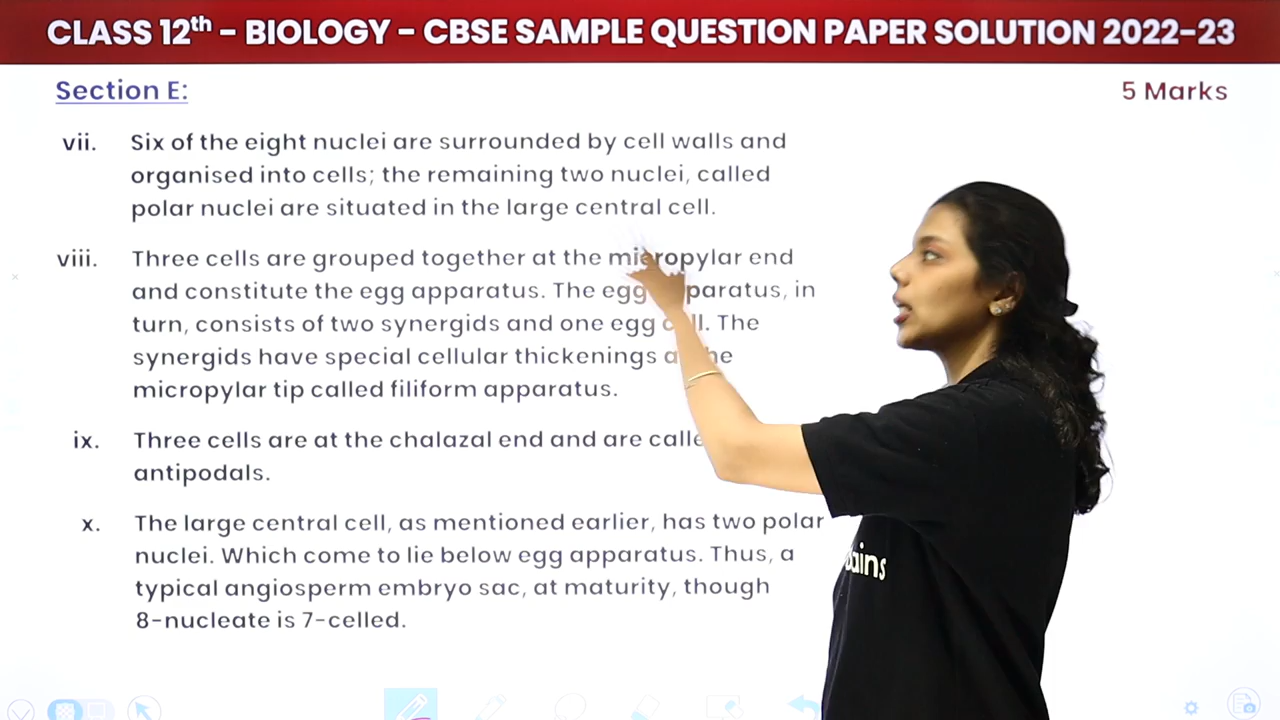 CLASS 12th – BIOLOGY – CBSE SAMPLE QUESTION PAPER SOLUTION 2022–23
Section E:
5 Marks
vii. Six of the eight nuclei are surrounded by cell walls and
organised into cells; the remaining two nuclei, called
polar nuclei are situated in the large central cell.
viii. Three cells are grouped together at the micropylar end
and constitute the egg apparatus. The egg apparatus, in
turn, consists of two synergids and one egg cell. The
synergids have special cellular thickenings at the
micropylar tip called filiform apparatus.
ix. Three cells are at the chalazal end and are called
antipodals.
x. The large central cell, as mentioned earlier, has two polar
nuclei. Which come to lie below egg apparatus. Thus, a
typical angiosperm embryo sac, at maturity, though
8-nucleate is 7-celled.